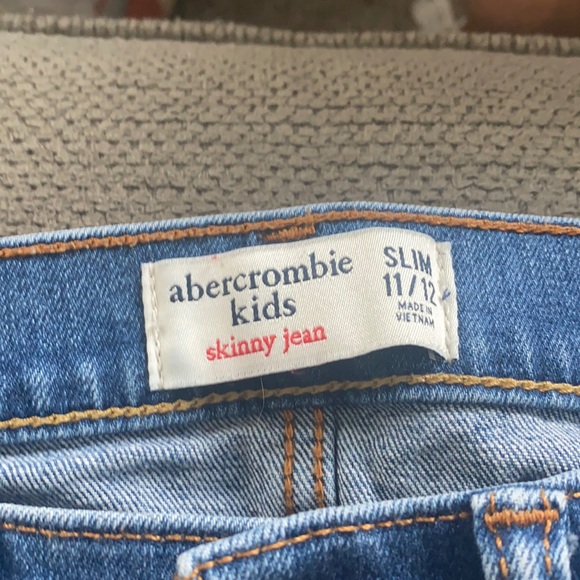 abercrombie
kids
skinny jean
SLIM
11/12
MADE IN
VIETNAM